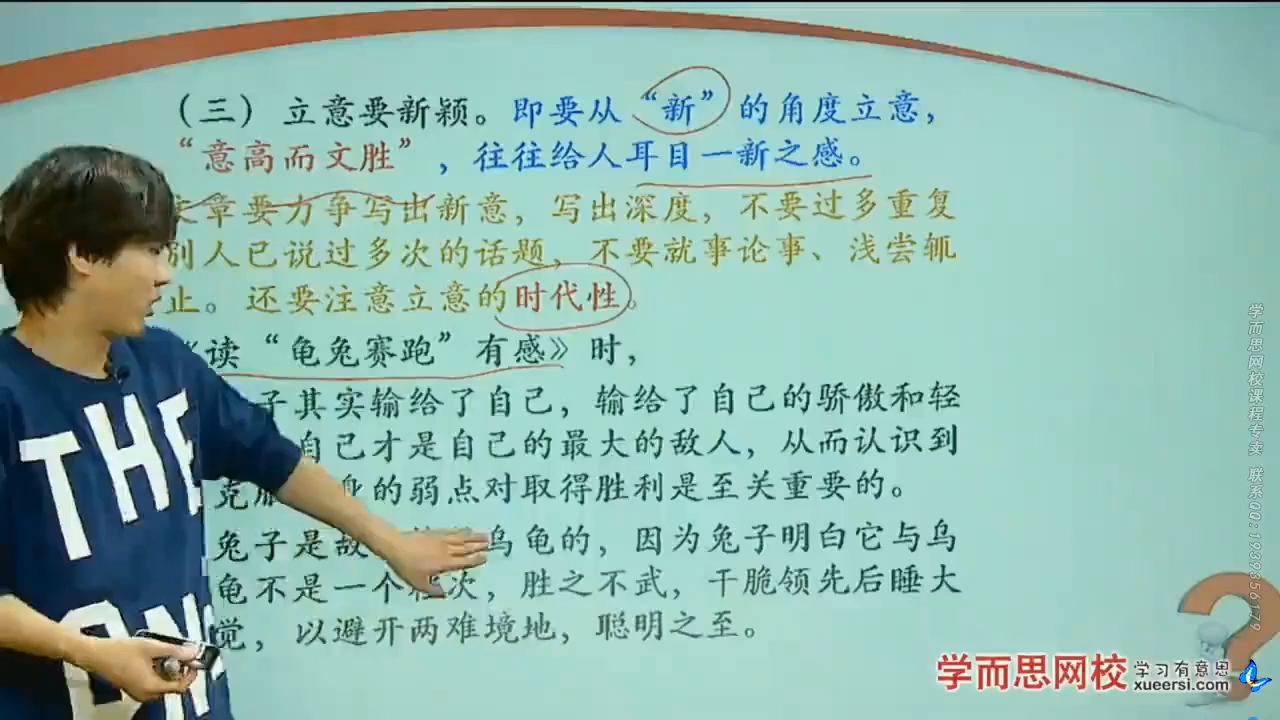 （三）立意要新颖。即要从“新”的角度立意，
“意高而文胜”，往往给人耳目一新之感。
文章要力争写出新意，写出深度，不要过多重复
别人已说过多次的话题，不要就事论事、浅尝辄
止。还要注意立意的时代性。
《读“龟兔赛跑”有感》时，
子其实输给了自己，输给了自己的骄傲和轻
自己才是自己的最大的敌人，从而认识到
克服 的弱点对取得胜利是至关重要的。
兔子是故 乌龟的，因为兔子明白它与乌
龟不是一个 次，胜之不武，干脆领先后睡大
觉，以避开两难境地，聪明之至。
THE
学而思网校 学习有意思
xueersi.com
学而思网校课程专卖 联系QQ:1939856179